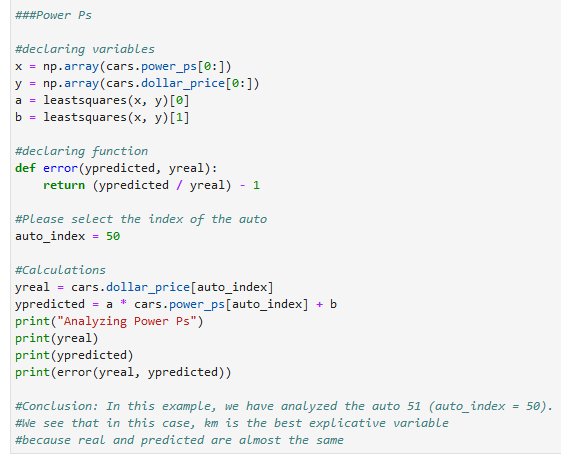 ###Power Ps
#declaring variables
x = np.array(cars.power_ps[0:])
y = np.array(cars.dollar_price[0:])
a = leastsquares(x, y)[0]
b = leastsquares(x, y)[1]
#declaring function
def error(ypredicted, yreal):
    return (ypredicted / yreal) - 1
#Please select the index of the auto
auto_index = 50
#Calculations
yreal = cars.dollar_price[auto_index]
ypredicted = a * cars.power_ps[auto_index] + b
print("Analyzing Power Ps")
print(yreal)
print(ypredicted)
print(error(yreal, ypredicted))
#Conclusion: In this example, we have analyzed the auto 51 (auto_index = 50).
#We see that in this case, km is the best explicative variable
#because real and predicted are almost the same